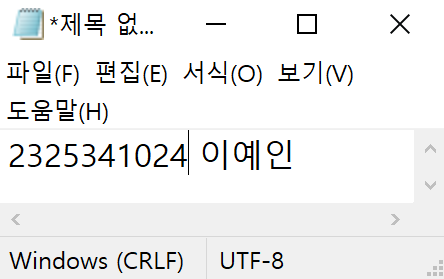 *제목 없...
파일(F) 편집(E) 서식(O) 보기(V)
도움말(H)
2325341024 이예인
Windows (CRLF) UTF-8